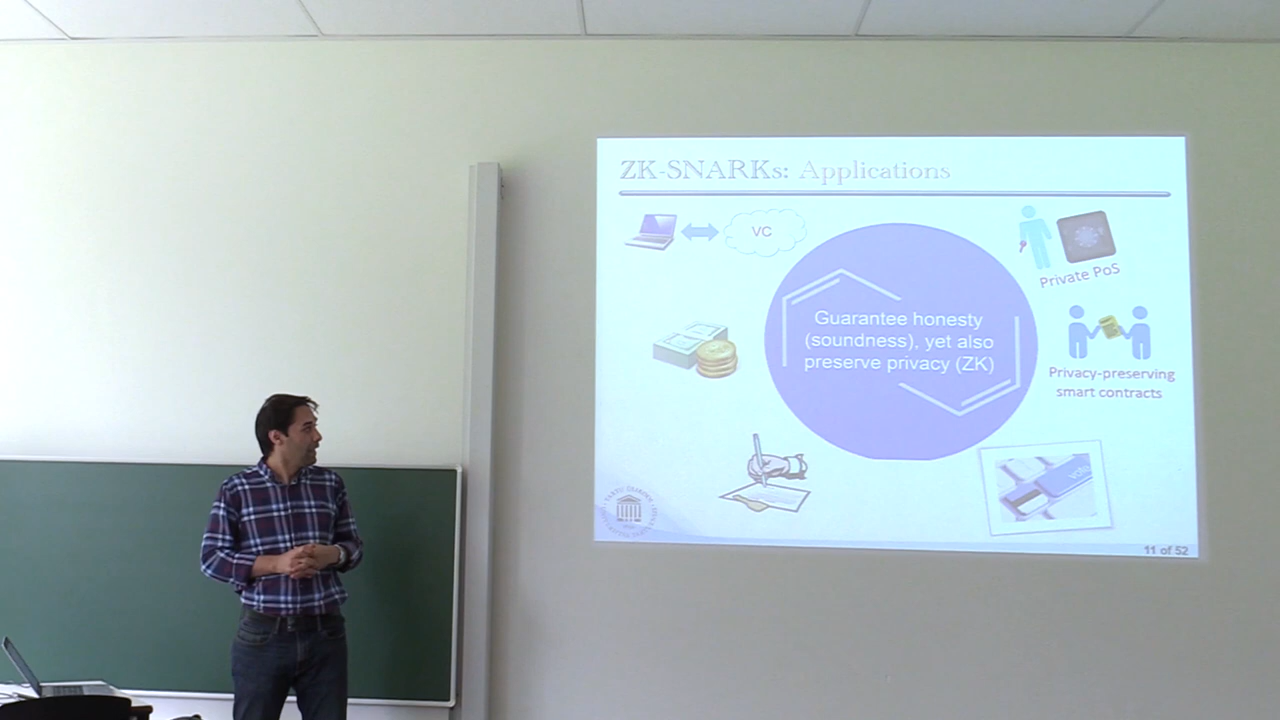 ZK-SNARKs: Applications
VC
Private PoS
Guarantee honesty
(soundness), yet also
preserve privacy (ZK)
Privacy-preserving
smart contracts
vote
11 of 52